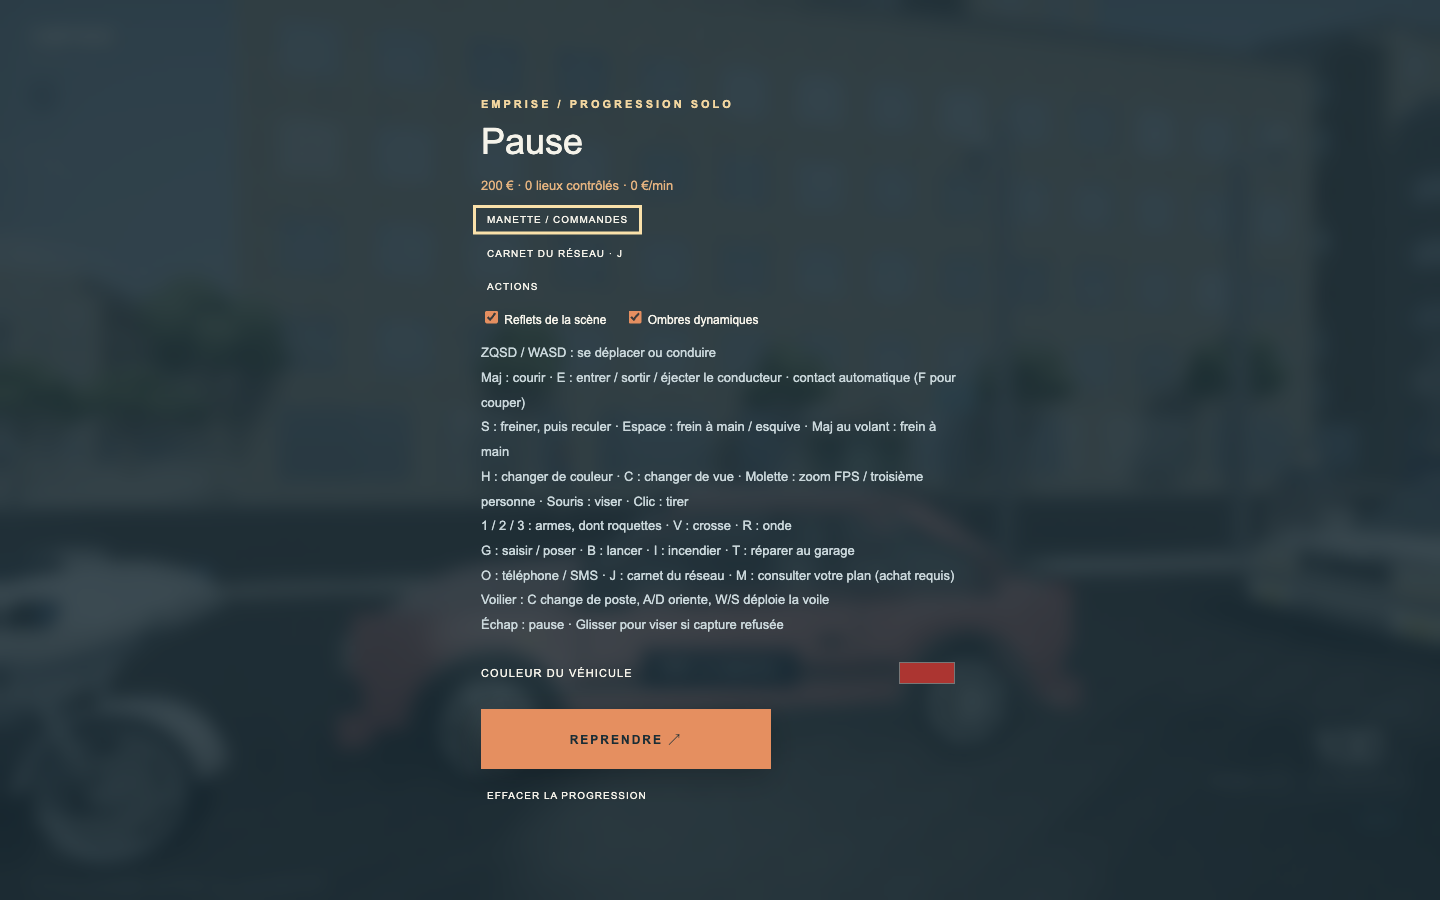 EMPRISE / PROGRESSION SOLO
Pause
200 € · 0 lieux contrôlés · 0 €/min
MANETTE / COMMANDES
CARNET DU RÉSEAU · J
ACTIONS
Reflets de la scène Ombres dynamiques
ZQSD / WASD : se déplacer ou conduire
Maj : courir · E : entrer / sortir / éjecter le conducteur · contact automatique (F pour
couper)
S : freiner, puis reculer · Espace : frein à main / esquive · Maj au volant : frein à
main
H : changer de couleur · C : changer de vue · Molette : zoom FPS / troisième
personne · Souris : viser · Clic : tirer
1 / 2 / 3 : armes, dont roquettes · V : crosse · R : onde
G : saisir / poser · B : lancer · I : incendier · T : réparer au garage
O : téléphone / SMS · J : carnet du réseau · M : consulter votre plan (achat requis)
Voilier : C change de poste, A/D oriente, W/S déploie la voile
Échap : pause · Glisser pour viser si capture refusée
COULEUR DU VÉHICULE
REPRENDRE ↗
EFFACER LA PROGRESSION